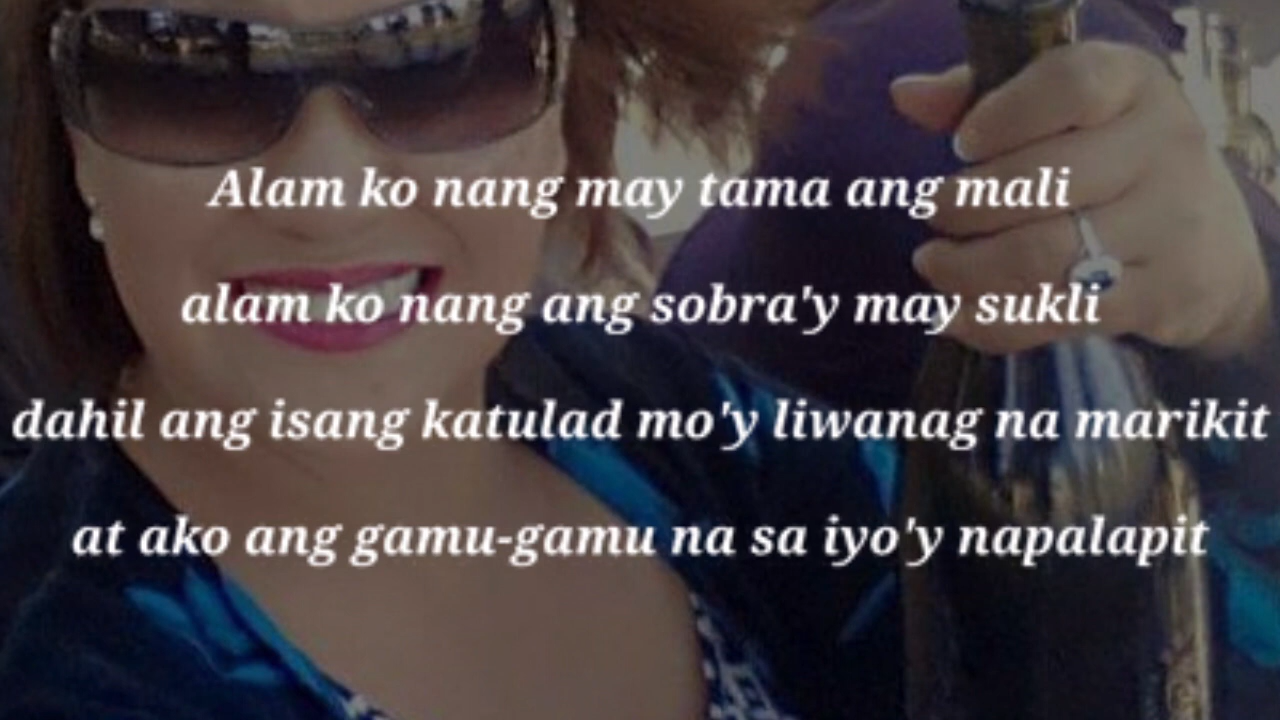 Alam ko nang may tama ang mali
alam ko nang ang sobra'y may sukli
dahil ang isang katulad mo'y liwanag na marikit
at ako ang gamu-gamu na sa iyo'y napalapit